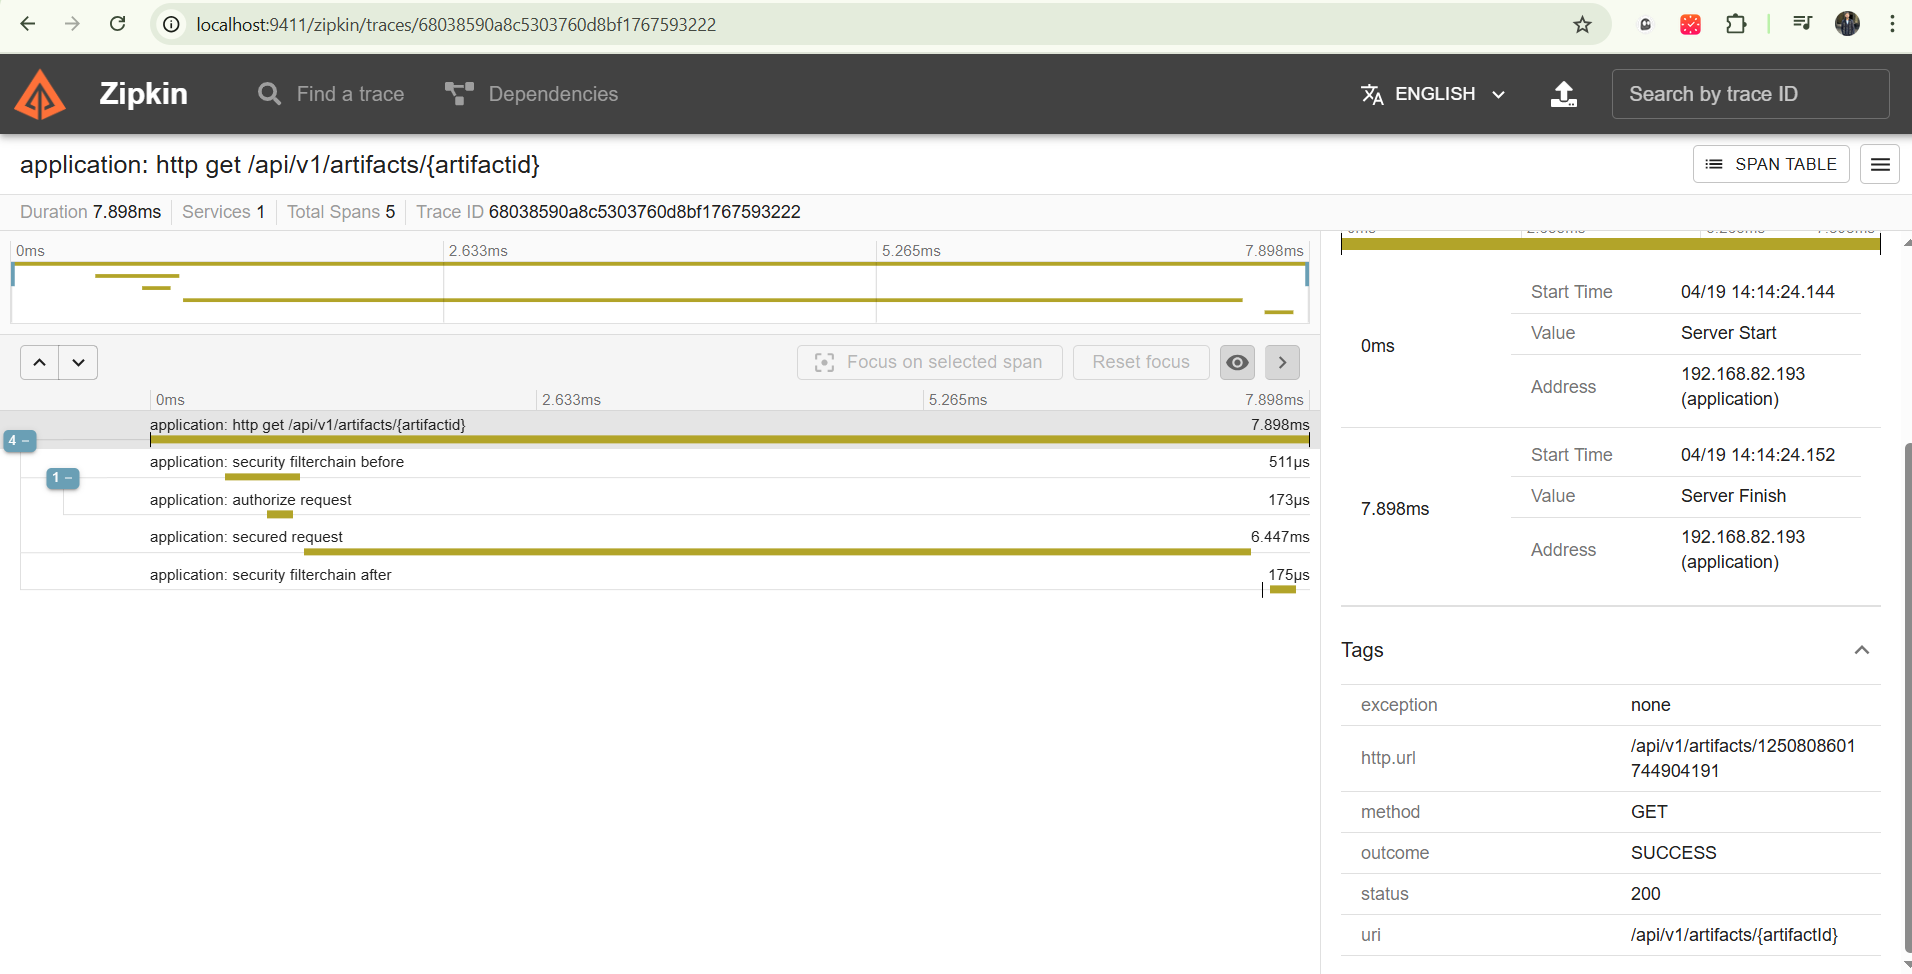 localhost:9411/zipkin/traces/68038590a8c5303760d8bf1767593222
Zipkin
Find a trace
Dependencies
ENGLISH
Search by trace ID
application: http get /api/v1/artifacts/{artifactid}
SPAN TABLE
Duration 7.898ms
Services 1
Total Spans 5
Trace ID 68038590a8c5303760d8bf1767593222
0ms
2.633ms
5.265ms
7.898ms
Focus on selected span
Reset focus
0ms
2.633ms
5.265ms
7.898ms
4 −
application: http get /api/v1/artifacts/{artifactid}
7.898ms
1 −
application: security filterchain before
511µs
application: authorize request
173µs
application: secured request
6.447ms
application: security filterchain after
175µs
0ms
Start Time
04/19 14:14:24.144
Value
Server Start
Address
192.168.82.193
(application)
7.898ms
Start Time
04/19 14:14:24.152
Value
Server Finish
Address
192.168.82.193
(application)
Tags
exception
none
http.url
/api/v1/artifacts/1250808601
744904191
method
GET
outcome
SUCCESS
status
200
uri
/api/v1/artifacts/{artifactId}